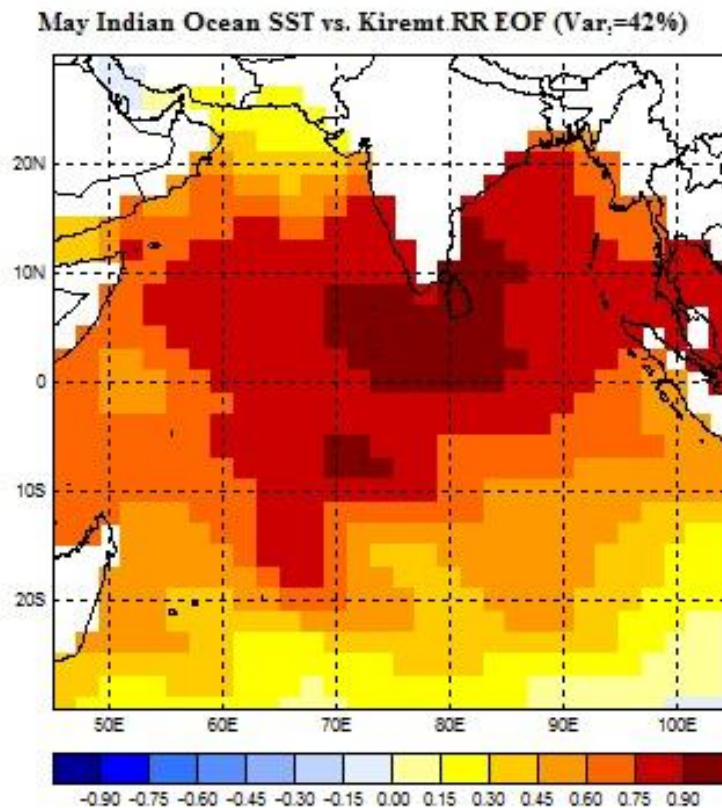 May Indian Ocean SST vs. Kiremt.RR EOF (Var,=42%)
20N
10N
0
10S
20S
50E 60E 70E 80E 90E 100E
-0.90 -0.75 -0.60 -0.45 -0.30 -0.15 0.00 0.15 0.30 0.45 0.60 0.75 0.90